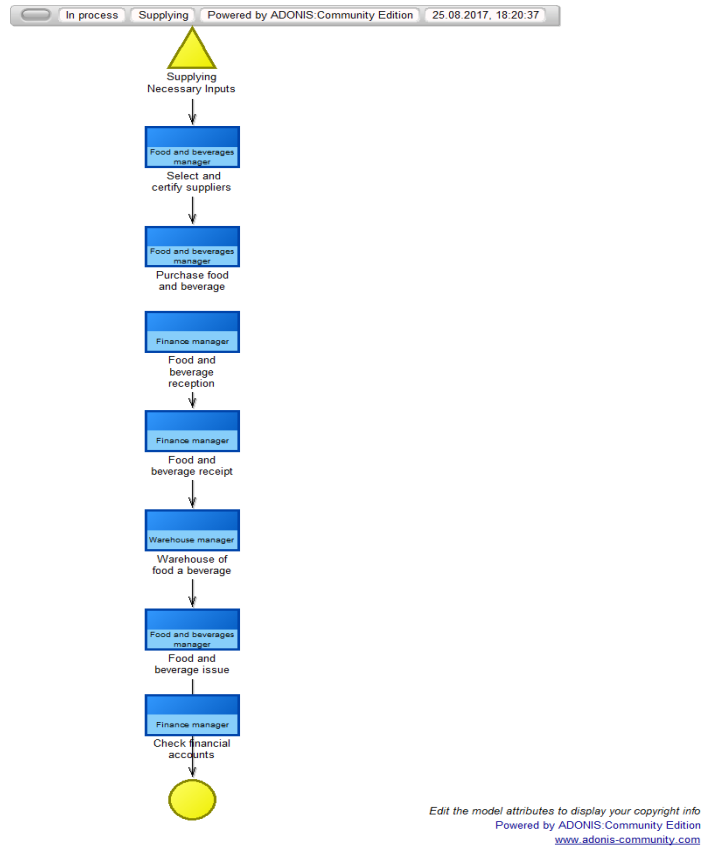 In process Supplying Powered by ADONIS:Community Edition 25.08.2017, 18:20:37
Supplying
Necessary Inputs
Food and beverages
manager
Select and
certify suppliers
Food and beverages
manager
Purchase food
and beverage
Finance manager
Food and
beverage
reception
Finance manager
Food and
beverage receipt
Warehouse manager
Warehouse of
food a beverage
Food and beverages
manager
Food and
beverage issue
Finance manager
Check financial
accounts
Edit the model attributes to display your copyright info
Powered by ADONIS:Community Edition
www.adonis-community.com